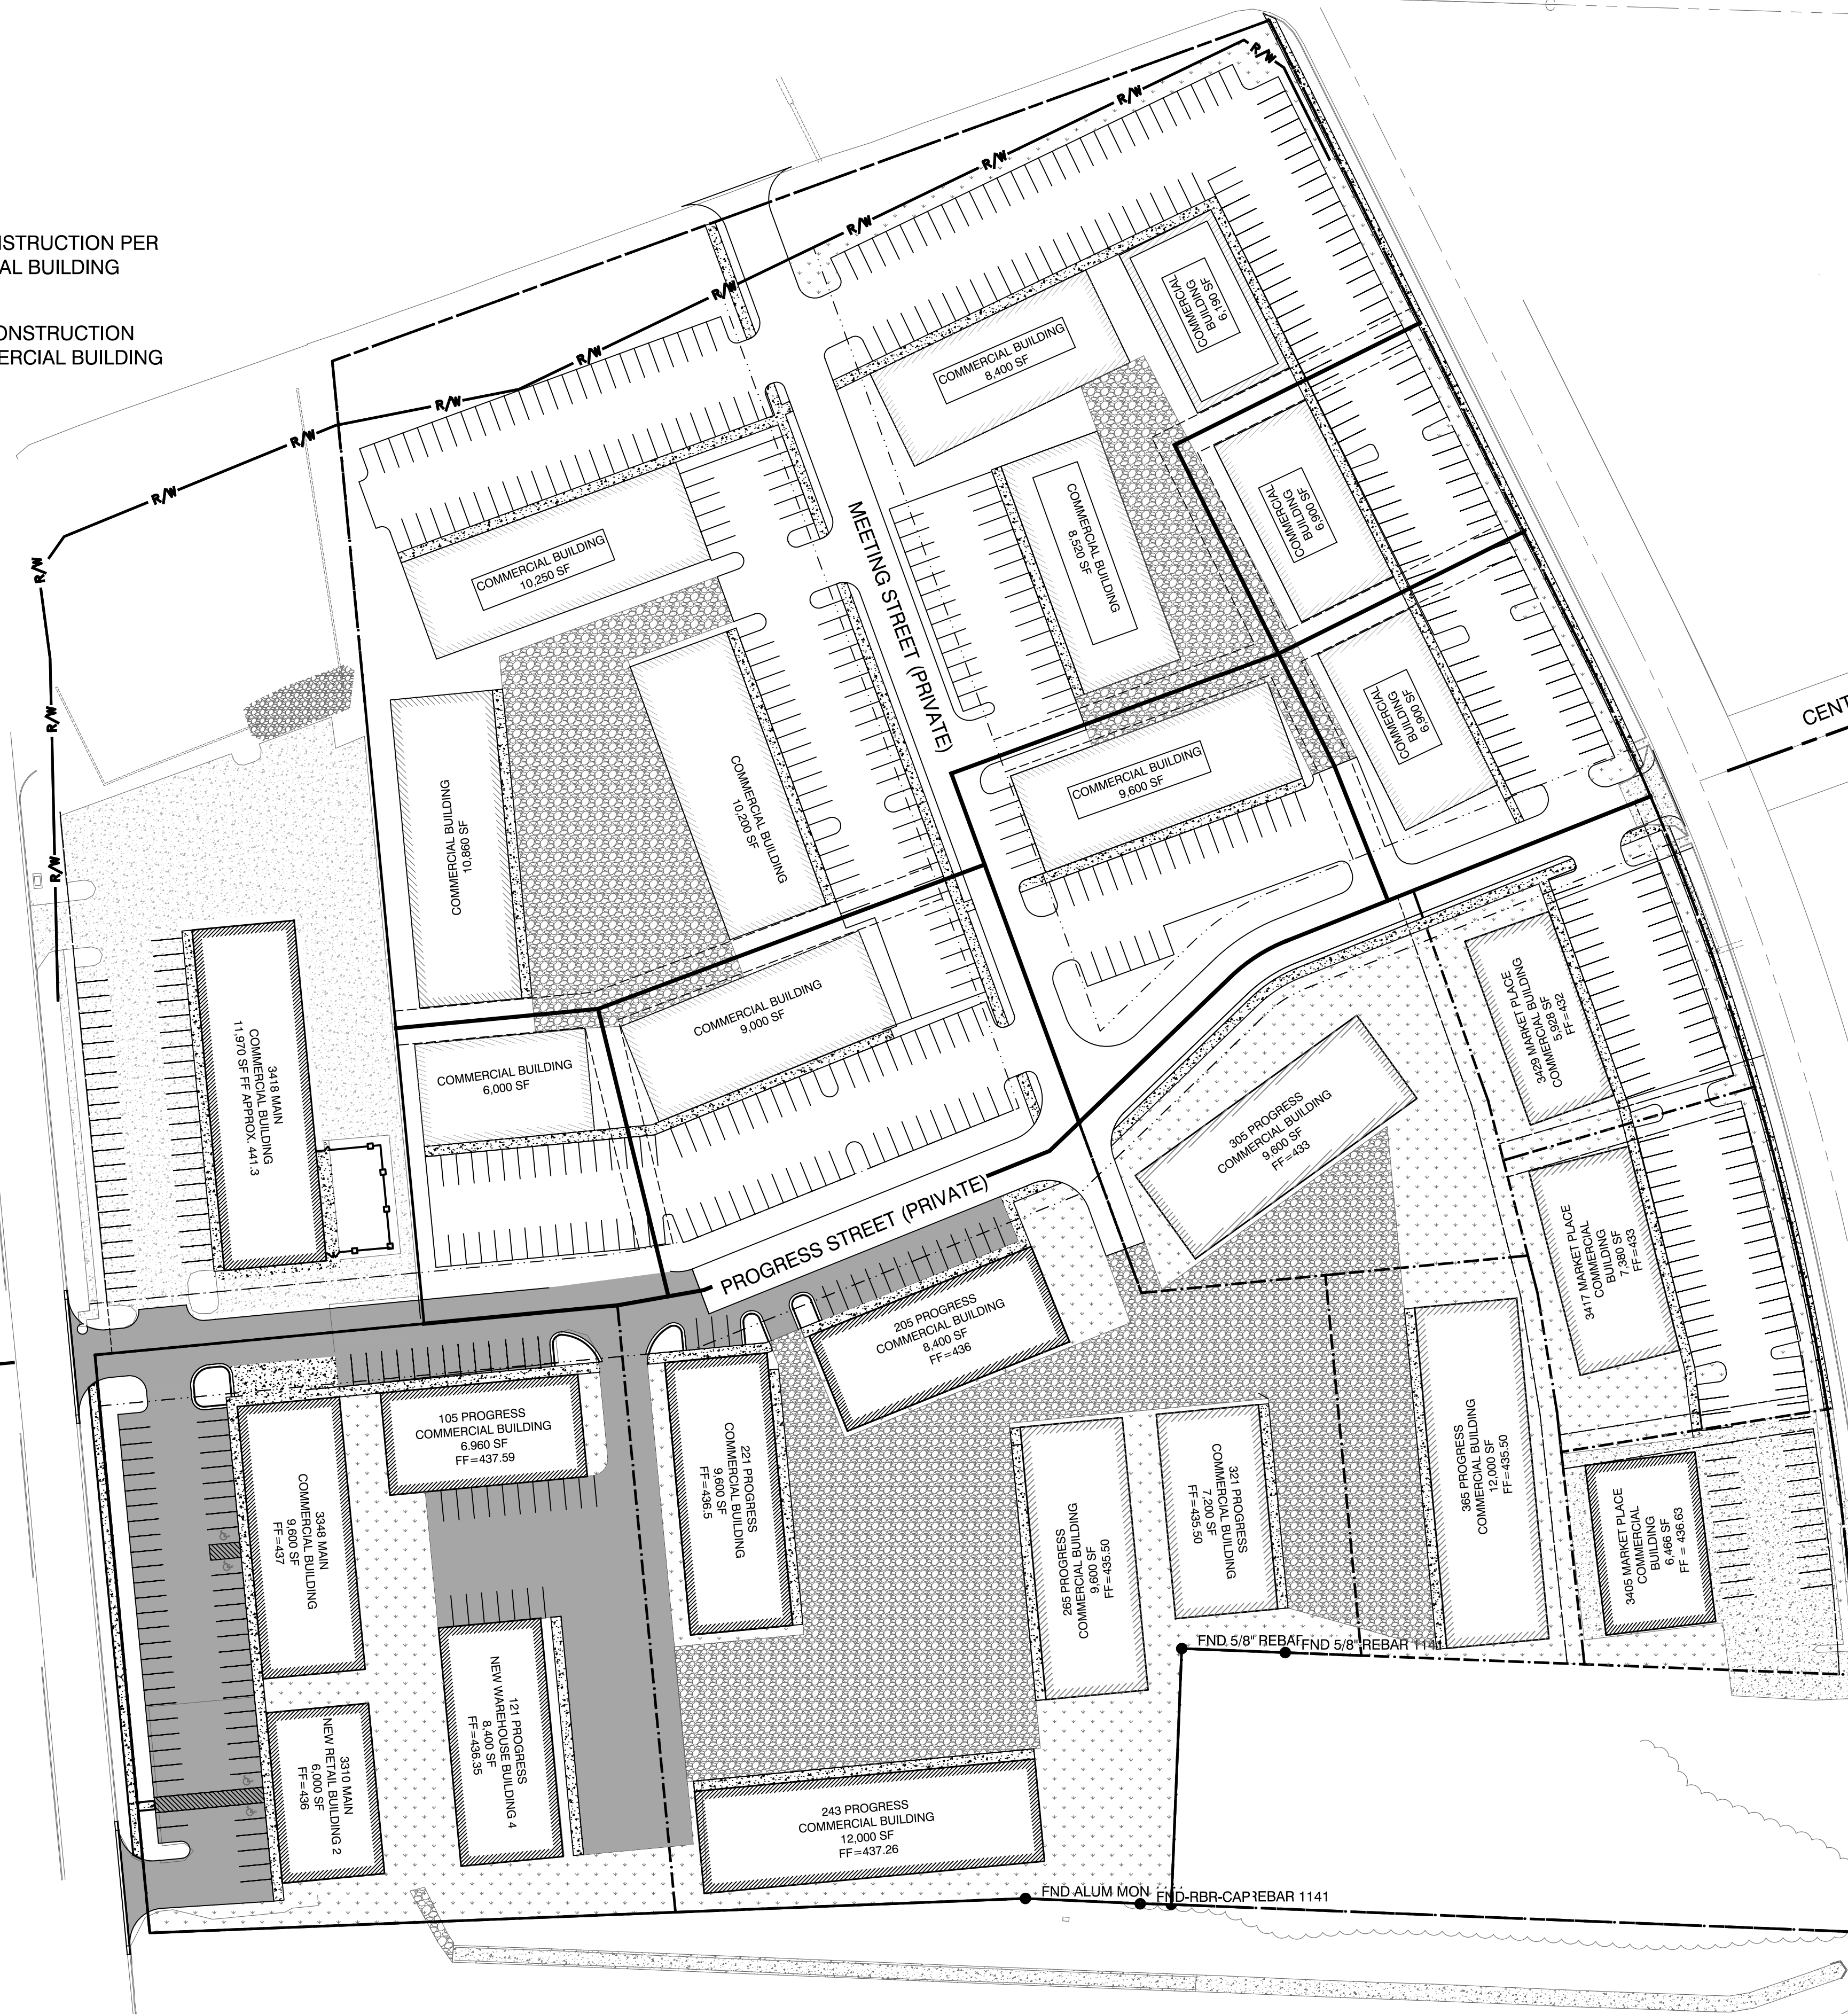 NSTRUCTION PER
AL BUILDING
ONSTRUCTION
ERCIAL BUILDING
R/W
R/W
R/W
R/W
R/W
R/W
R/W
R/W
R/W
R/W
R/W
R/W
COMMERCIAL
BUILDING
6,190 SF
COMMERCIAL BUILDING
8,400 SF
COMMERCIAL
BUILDING
6,900 SF
COMMERCIAL BUILDING
8,520 SF
COMMERCIAL BUILDING
10,250 SF
MEETING STREET (PRIVATE)
COMMERCIAL
BUILDING
6,900 SF
CENT
COMMERCIAL BUILDING
9,600 SF
COMMERCIAL BUILDING
10,200 SF
COMMERCIAL BUILDING
10,860 SF
COMMERCIAL BUILDING
9,000 SF
COMMERCIAL BUILDING
6,000 SF
3418 MAIN
COMMERCIAL BUILDING
11,970 SF FF APPROX. 441.3
3429 MARKET PLACE
COMMERCIAL BUILDING
5,928 SF
FF=432
305 PROGRESS
COMMERCIAL BUILDING
9,600 SF
FF=433
3417 MARKET PLACE
COMMERCIAL
BUILDING
7,380 SF
FF=433
PROGRESS STREET (PRIVATE)
205 PROGRESS
COMMERCIAL BUILDING
8,400 SF
FF=436
105 PROGRESS
COMMERCIAL BUILDING
6.960 SF
FF=437.59
221 PROGRESS
COMMERCIAL BUILDING
9,600 SF
FF=436.5
3348 MAIN
COMMERCIAL BUILDING
9,600 SF
FF=437
265 PROGRESS
COMMERCIAL BUILDING
9,600 SF
FF=435.50
321 PROGRESS
COMMERCIAL BUILDING
7,200 SF
FF=435.50
365 PROGRESS
COMMERCIAL BUILDING
12,000 SF
FF=435.50
3405 MARKET PLACE
COMMERCIAL
BUILDING
6,466 SF
FF = 436.63
FND 5/8" REBAR
FND 5/8" REBAR 1141
121 PROGRESS
NEW WAREHOUSE BUILDING 4
8,400 SF
FF=436.35
3310 MAIN
NEW RETAIL BUILDING 2
6,000 SF
FF=436
243 PROGRESS
COMMERCIAL BUILDING
12,000 SF
FF=437.26
FND ALUM MON
FND-RBR-CAP
REBAR 1141